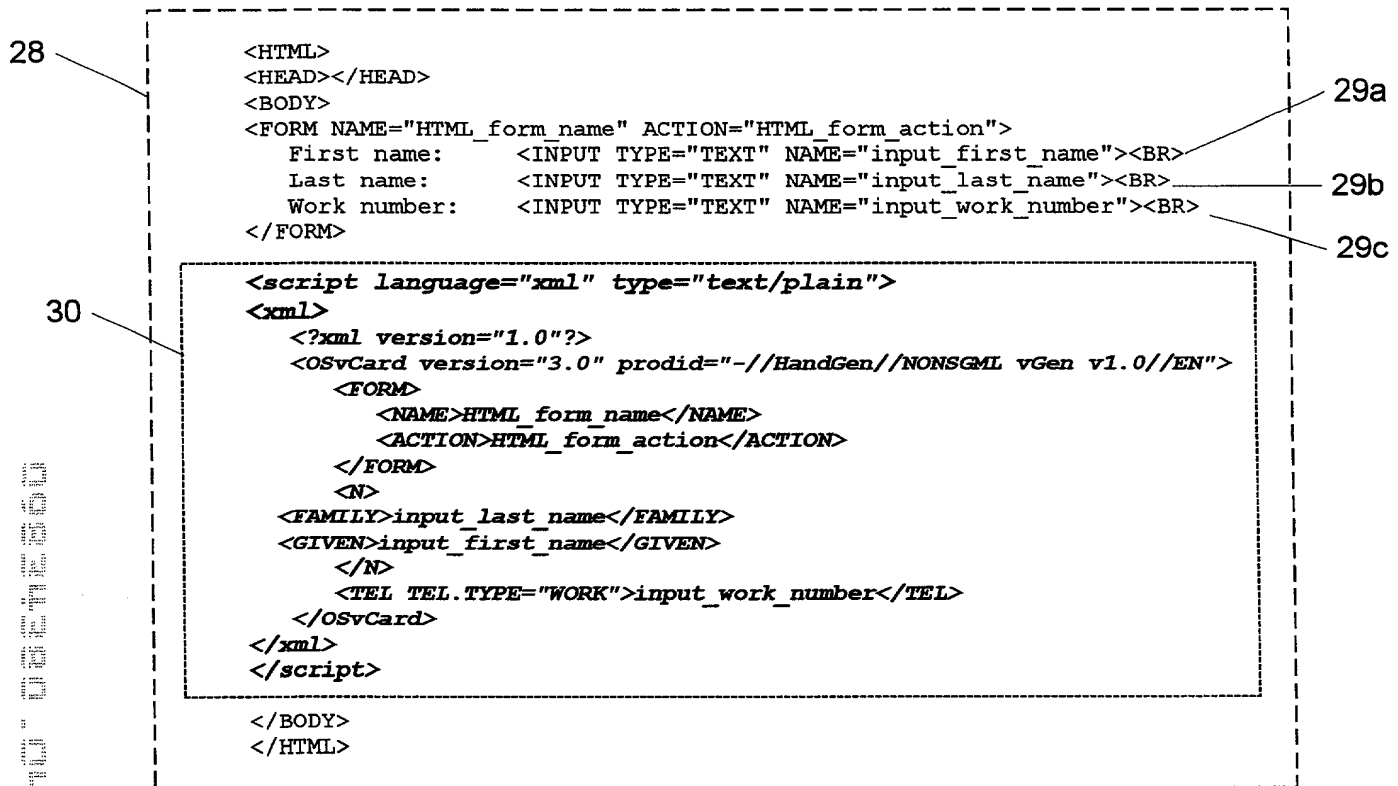 28
<HTML>
<HEAD></HEAD>
<BODY>
29a
<FORM NAME="HTML_form_name" ACTION="HTML_form_action">
First name: <INPUT TYPE="TEXT" NAME="input_first_name"><BR>
Last name: <INPUT TYPE="TEXT" NAME="input_last_name"><BR>
29b
Work number: <INPUT TYPE="TEXT" NAME="input_work_number"><BR>
</FORM>
29c
30
<script language="xml" type="text/plain">
<xml>
<?xml version="1.0"?>
<OSvCard version="3.0" prodid="-//HandGen//NONSGML vGen v1.0//EN">
<FORM>
<NAME>HTML_form_name</NAME>
<ACTION>HTML_form_action</ACTION>
</FORM>
<N>
<FAMILY>input_last_name</FAMILY>
<GIVEN>input_first_name</GIVEN>
</N>
<TEL TEL.TYPE="WORK">input_work_number</TEL>
</OSvCard>
</xml>
</script>
</BODY>
</HTML>